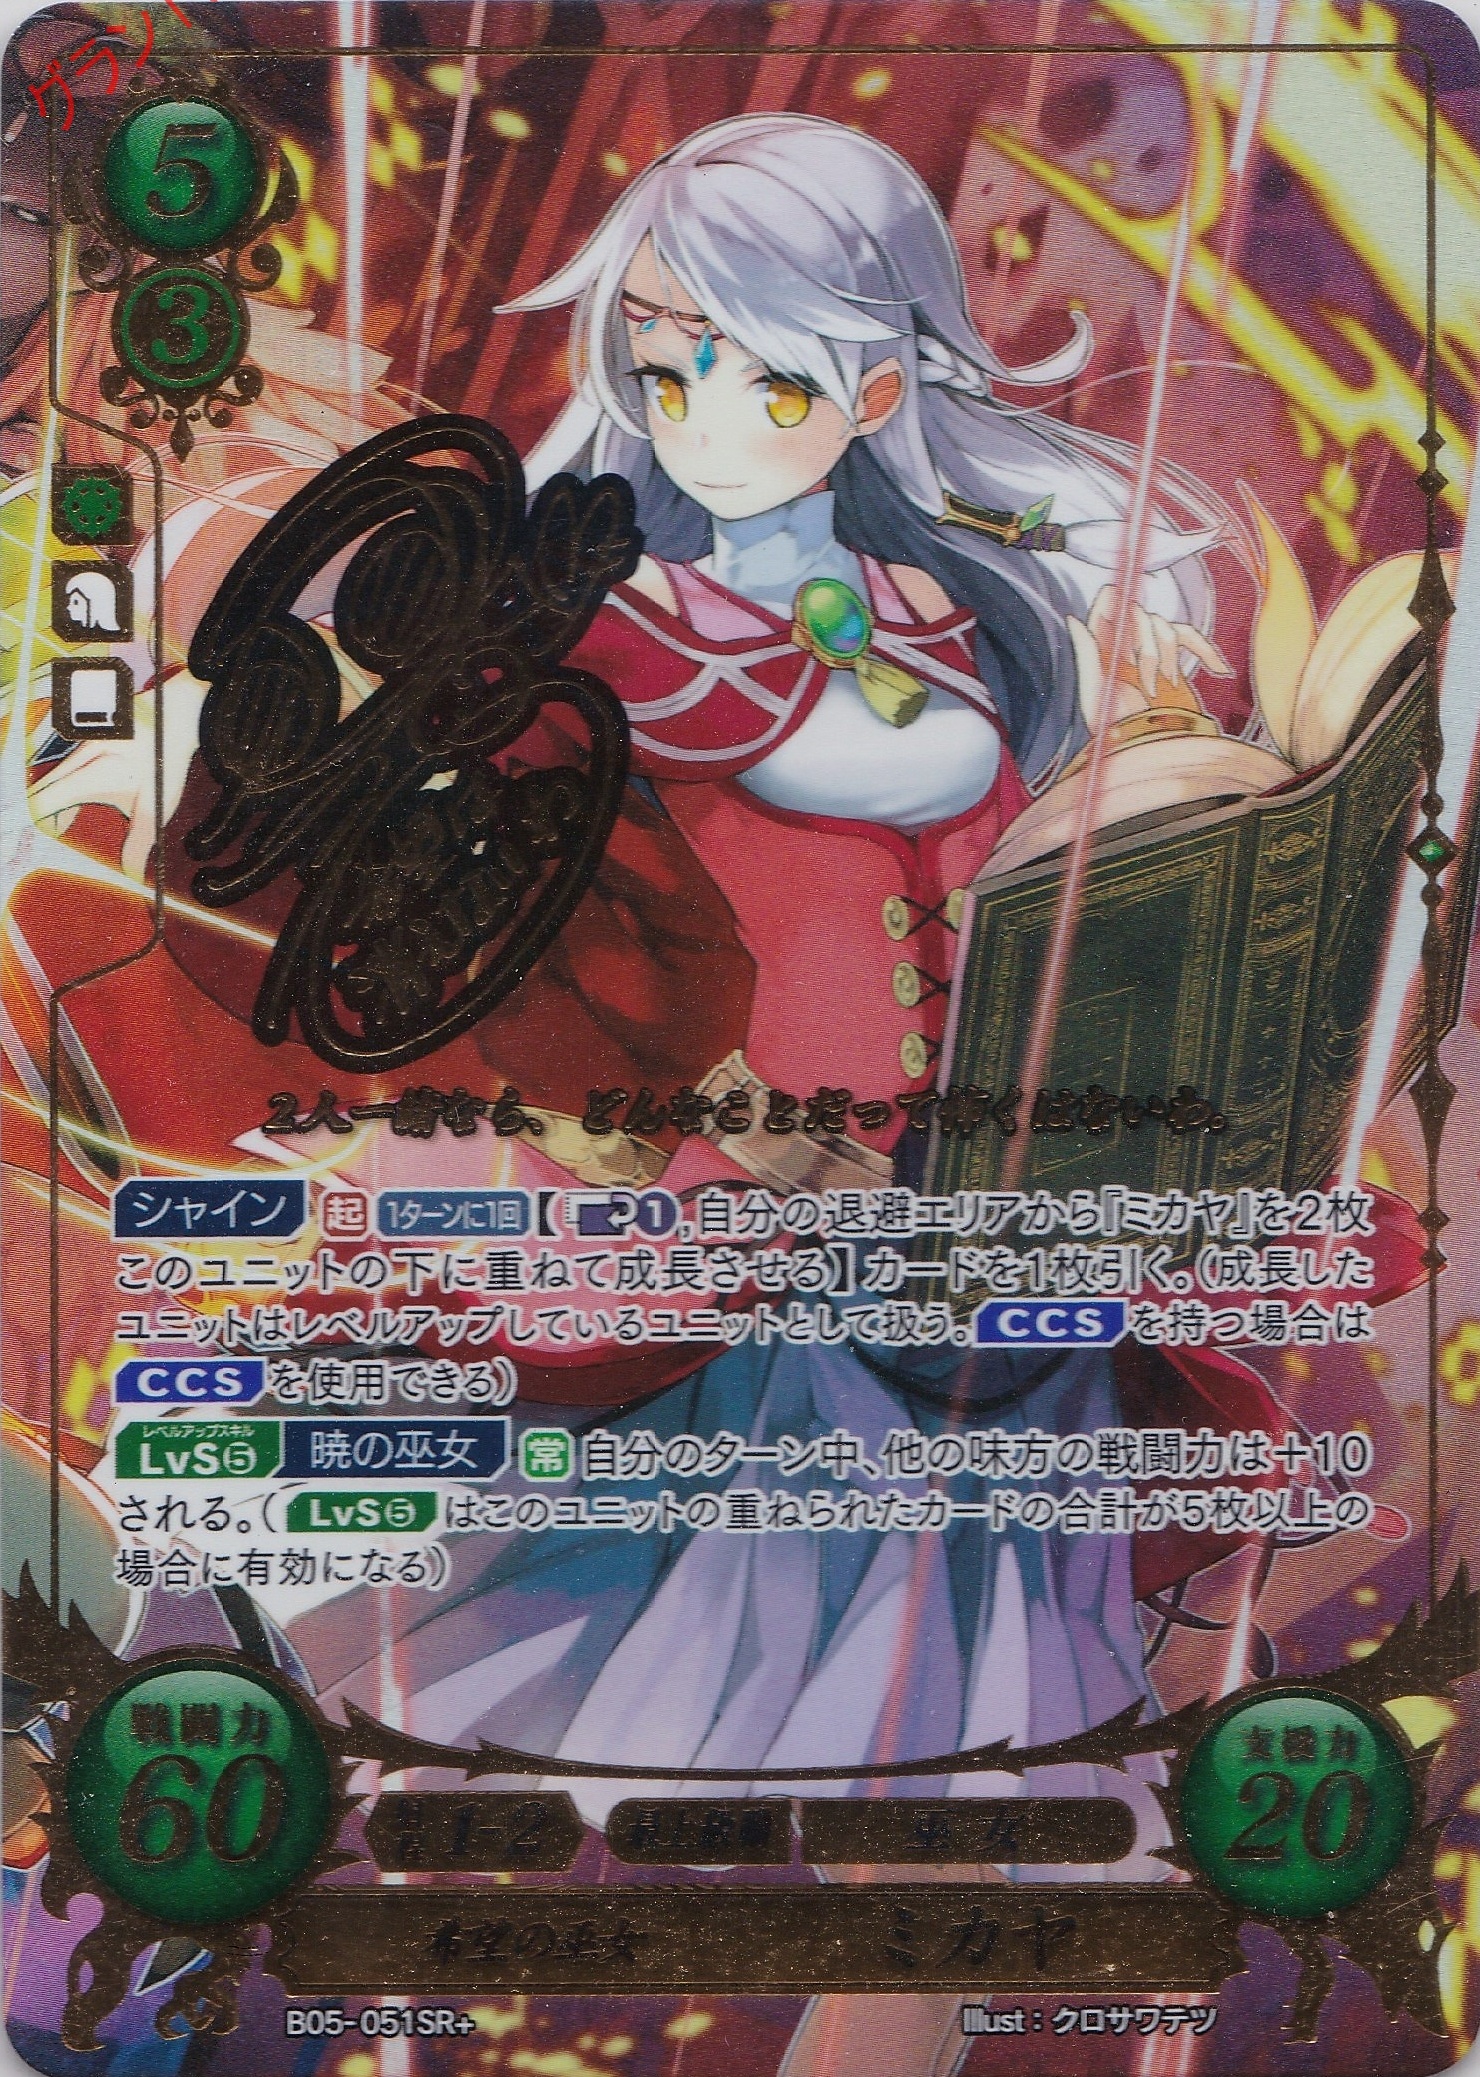 グラン
5
3
2人一緒なら、どんなことだって怖くはないわ。
シャイン 起 1ターンに1回【1,自分の退避エリアから『ミカヤ』を2枚
このユニットの下に重ねて成長させる】カードを1枚引く。(成長した
ユニットはレベルアップしているユニットとして扱う。CCSを持つ場合は
CCSを使用できる)
レベルアップスキル
LvS5 暁の巫女 常 自分のターン中、他の味方の戦闘力は+10
される。(LvS5はこのユニットの重ねられたカードの合計が5枚以上の
場合に有効になる)
戦闘力
60
射程 1-2 最上級職 巫女
支援力
20
希望の巫女 ミカヤ
B05-051SR+ Illust:クロサワテツ